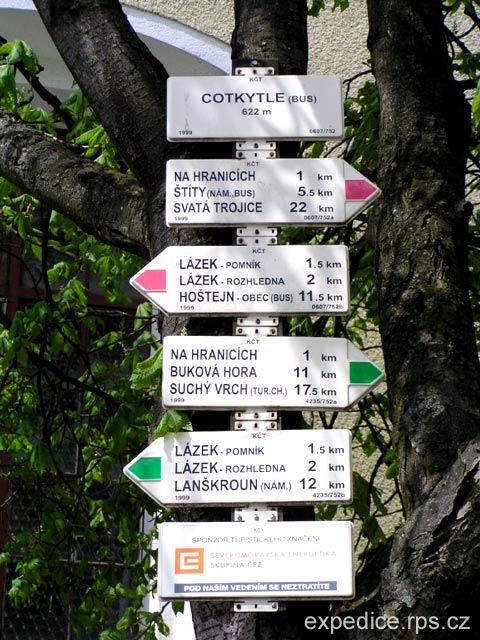 KČT
COTKYTLE (BUS)
622 m
1999 0607/752
KČT
NA HRANICÍCH 1 km
ŠTÍTY (NÁM.,BUS) 5.5 km
SVATÁ TROJICE 22 km
1999 0607/752a
KČT
LÁZEK - POMNÍK 1.5 km
LÁZEK - ROZHLEDNA 2 km
HOŠTEJN - OBEC (BUS) 11.5 km
1999 0607/752b
KČT
NA HRANICÍCH 1 km
BUKOVÁ HORA 11 km
SUCHÝ VRCH (TUR.CH.) 17.5 km
1999 4235/752a
KČT
LÁZEK - POMNÍK 1.5 km
LÁZEK - ROZHLEDNA 2 km
LANŠKROUN (NÁM.) 12 km
1999 4235/752b
KČT
SPONZOR TURISTICKÉHO ZNAČENÍ
SEVEROMORAVSKÁ ENERGETIKA
SKUPINA ČEZ
POD NAŠÍM VEDENÍM SE NEZTRATÍTE
expedice.rps.cz